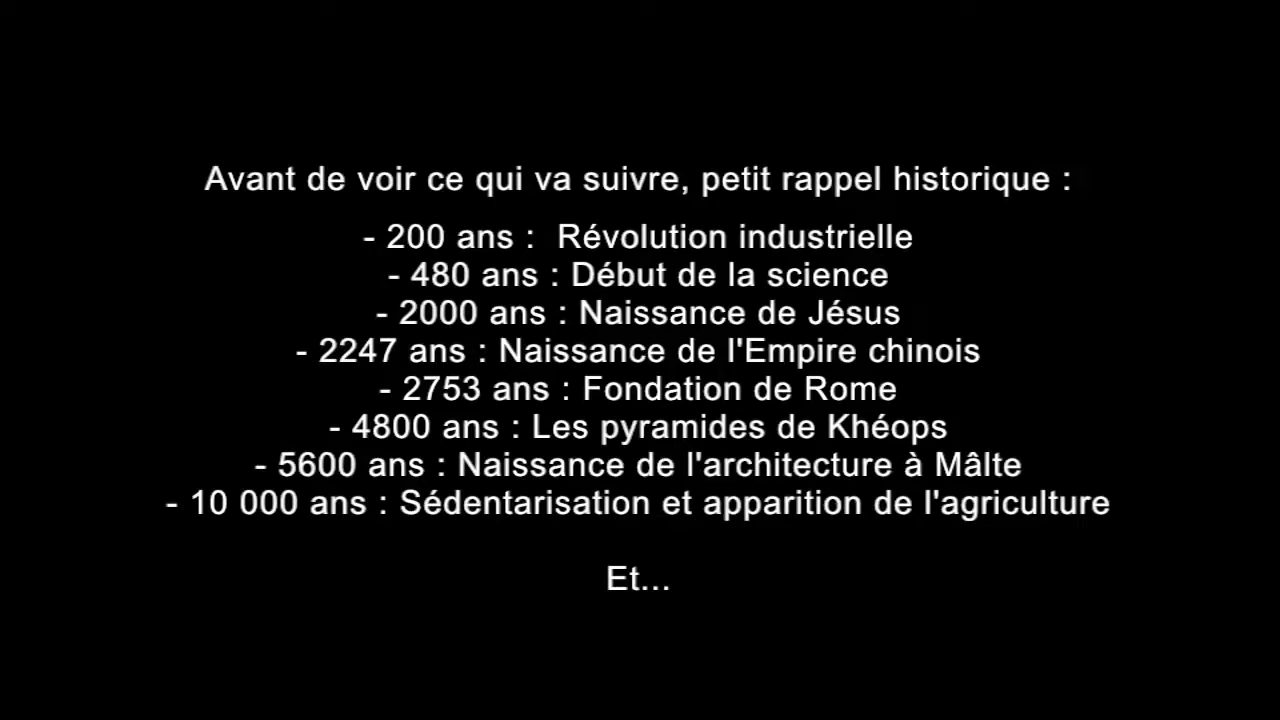 Avant de voir ce qui va suivre, petit rappel historique :
- 200 ans :  Révolution industrielle
- 480 ans : Début de la science
- 2000 ans : Naissance de Jésus
- 2247 ans : Naissance de l'Empire chinois
- 2753 ans : Fondation de Rome
- 4800 ans : Les pyramides de Khéops
- 5600 ans : Naissance de l'architecture à Mâlte
- 10 000 ans : Sédentarisation et apparition de l'agriculture
Et...